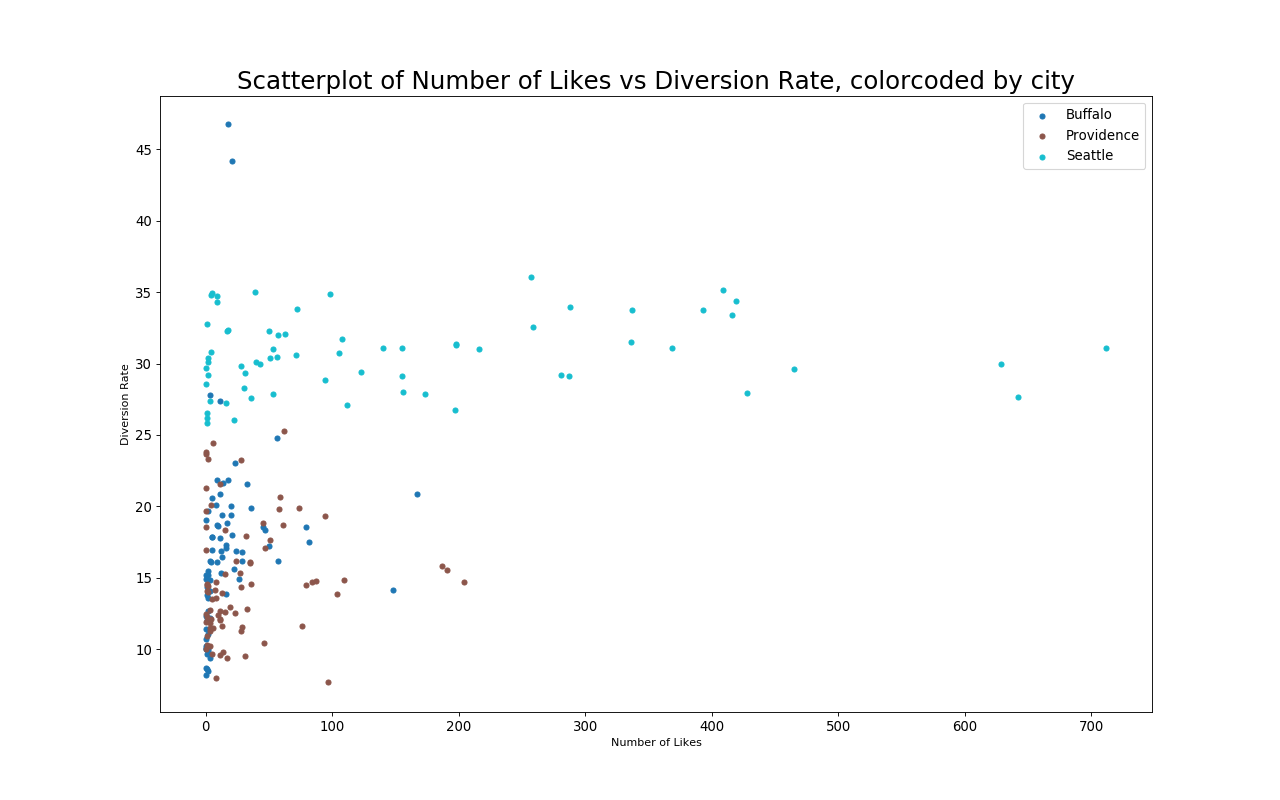 Scatterplot of Number of Likes vs Diversion Rate, colorcoded by city
Buffalo
Providence
Seattle
45
40
35
30
25
20
15
10
Diversion Rate
0 100 200 300 400 500 600 700
Number of Likes